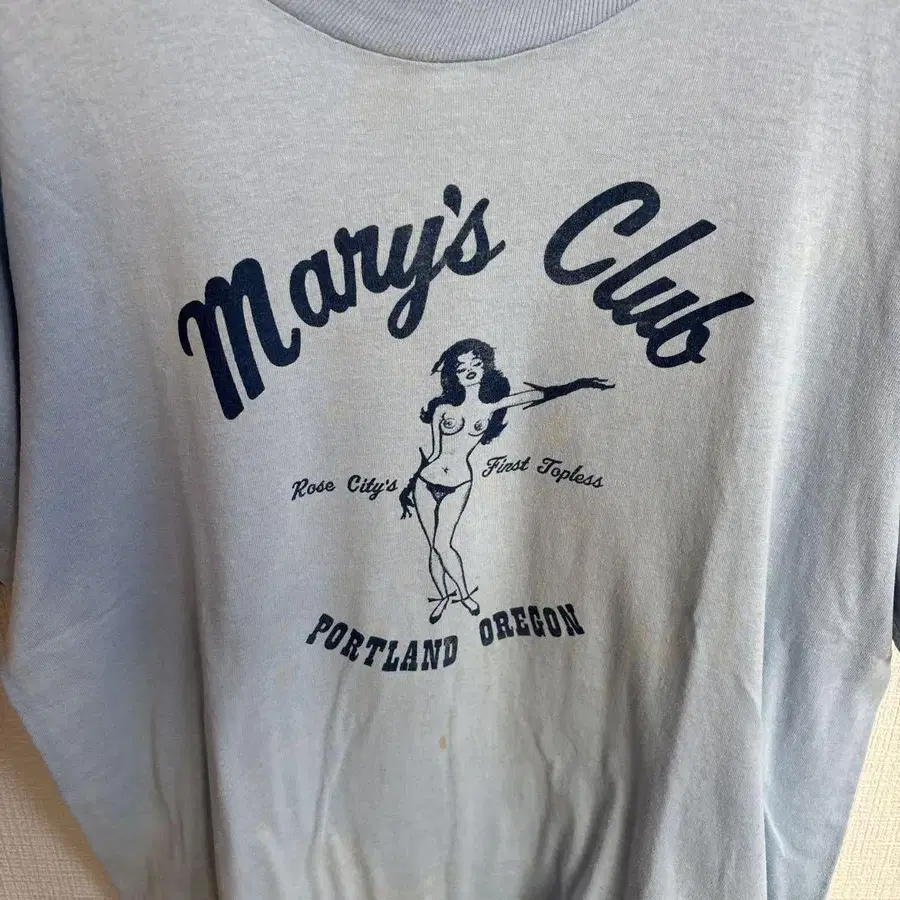 Mary's Club
Rose City's First Topless
PORTLAND OREGON